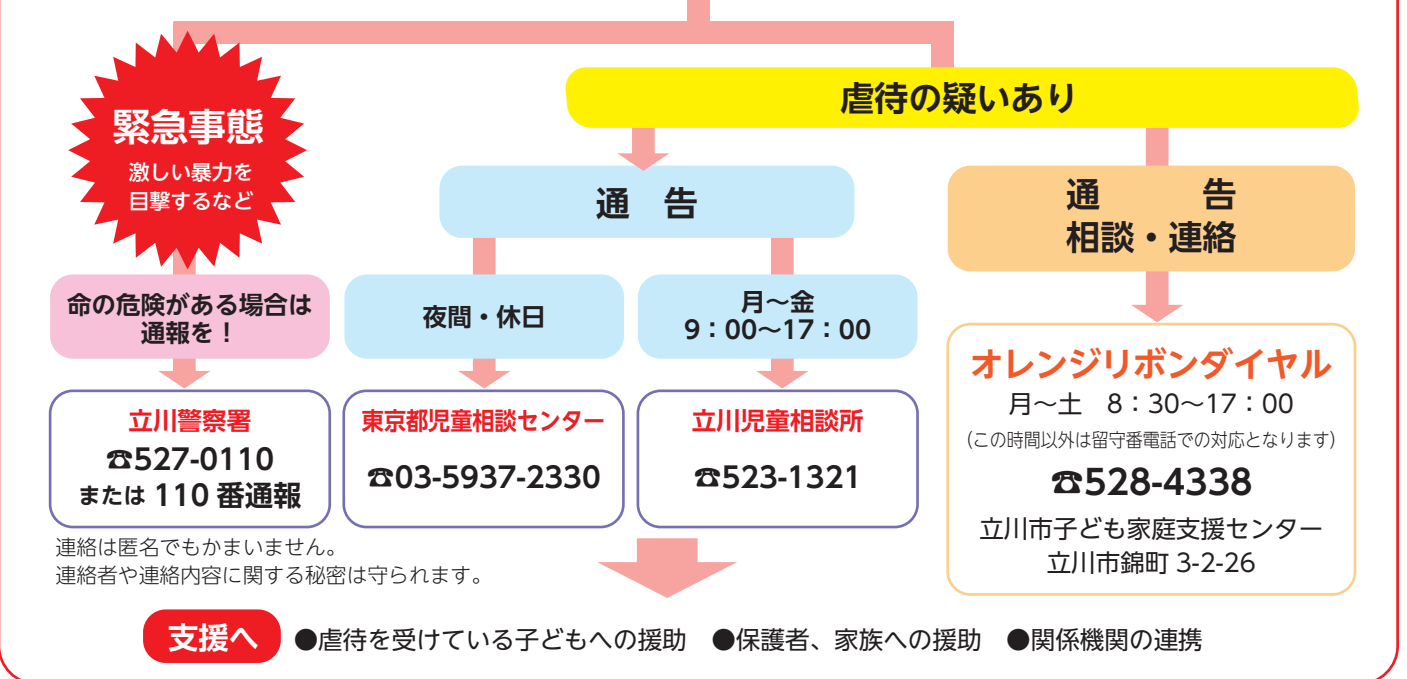 緊急事態
激しい暴力を
目撃するなど
命の危険がある場合は
通報を！
立川警察署
☎527-0110
または 110 番通報
虐待の疑いあり
通　告
夜間・休日
東京都児童相談センター
☎03-5937-2330
月～金
9：00～17：00
立川児童相談所
☎523-1321
通　告
相談・連絡
オレンジリボンダイヤル
月～土　8：30～17：00
(この時間以外は留守番電話での対応となります)
☎528-4338
立川市子ども家庭支援センター
立川市錦町 3-2-26
連絡は匿名でもかまいません。
連絡者や連絡内容に関する秘密は守られます。
支援へ　●虐待を受けている子どもへの援助　●保護者、家族への援助　●関係機関の連携